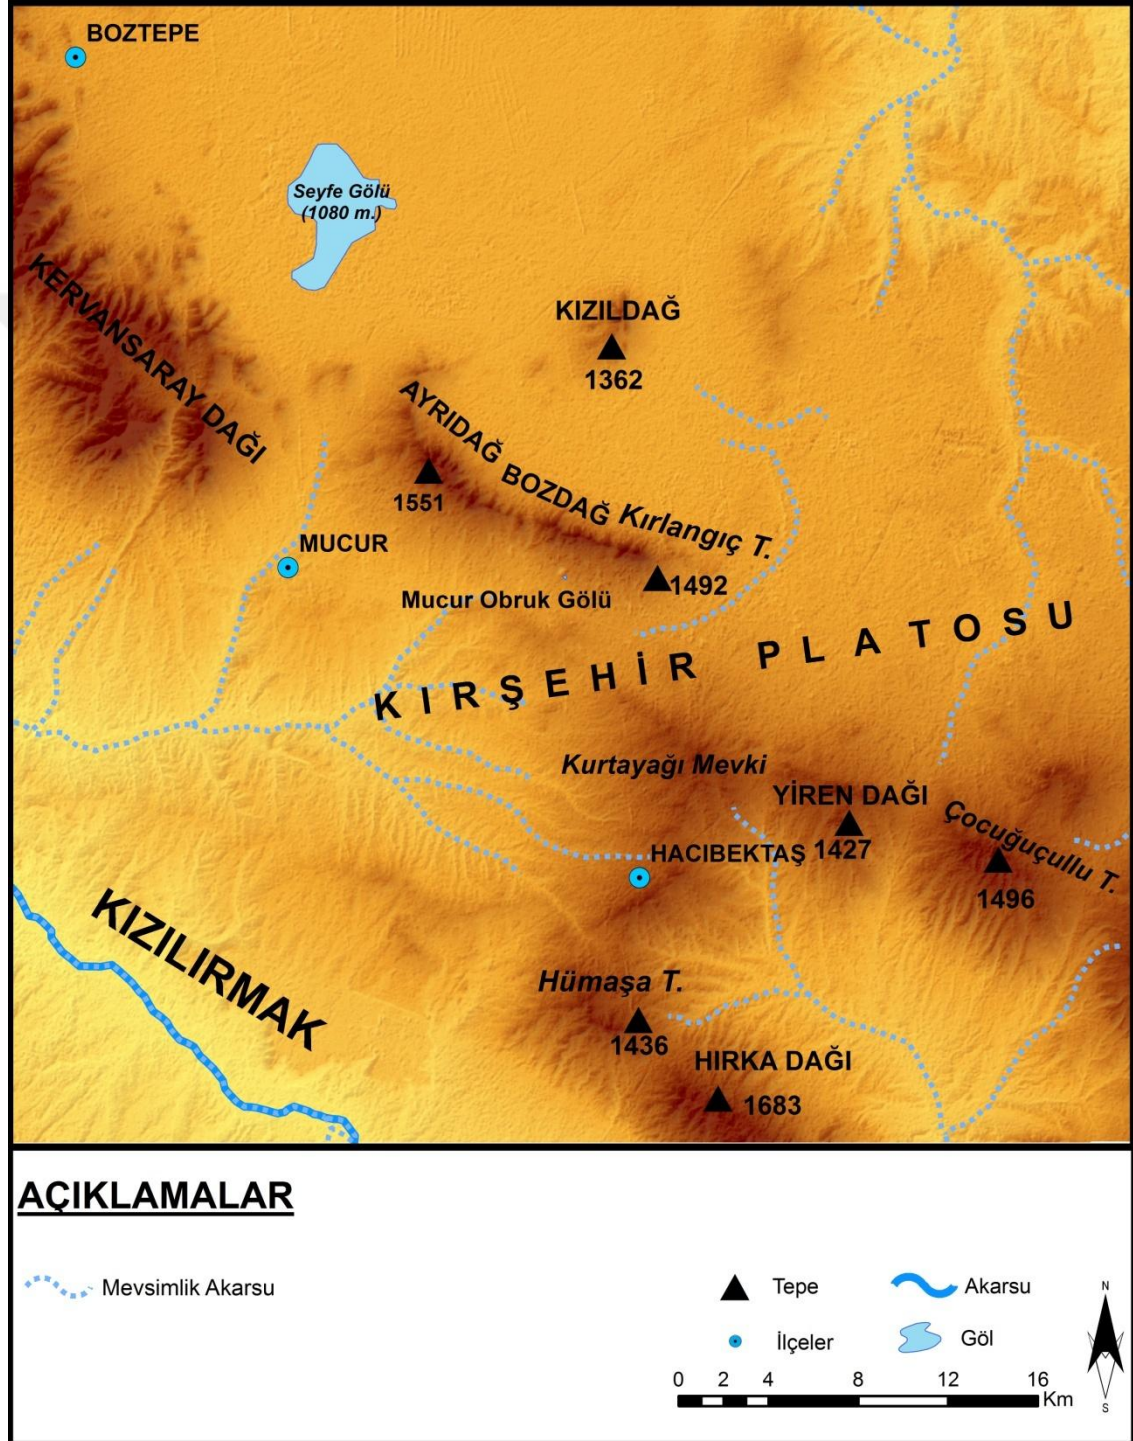 BOZTEPE
Seyfe Gölü
(1080 m.)
KERVANSARAY DAĞI
KIZILDAĞ
1362
AYRIDAĞ
BOZDAĞ
Kırlangıç T.
1551
MUCUR
1492
Mucur Obruk Gölü
KIRŞEHİR PLATOSU
Kurtayağı Mevki
YİREN DAĞI
Çocuğuçullu T.
HACIBEKTAŞ
1427
1496
KIZILIRMAK
Hümaşa T.
1436
HIRKA DAĞI
1683
AÇIKLAMALAR
Mevsimlik Akarsu
Tepe
Akarsu
İlçeler
Göl
N
S
0 2 4 8 12 16
Km